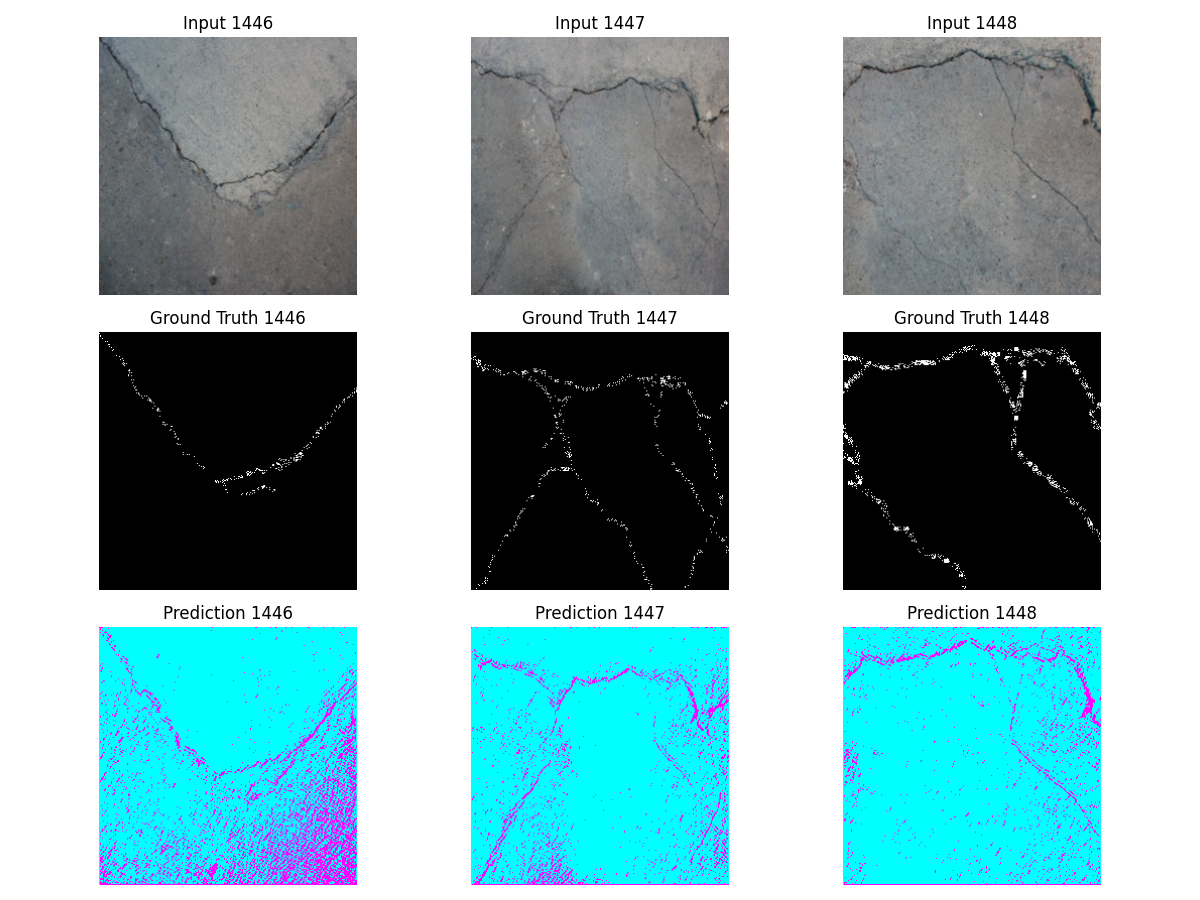 Input 1446
Input 1447
Input 1448
Ground Truth 1446
Ground Truth 1447
Ground Truth 1448
Prediction 1446
Prediction 1447
Prediction 1448